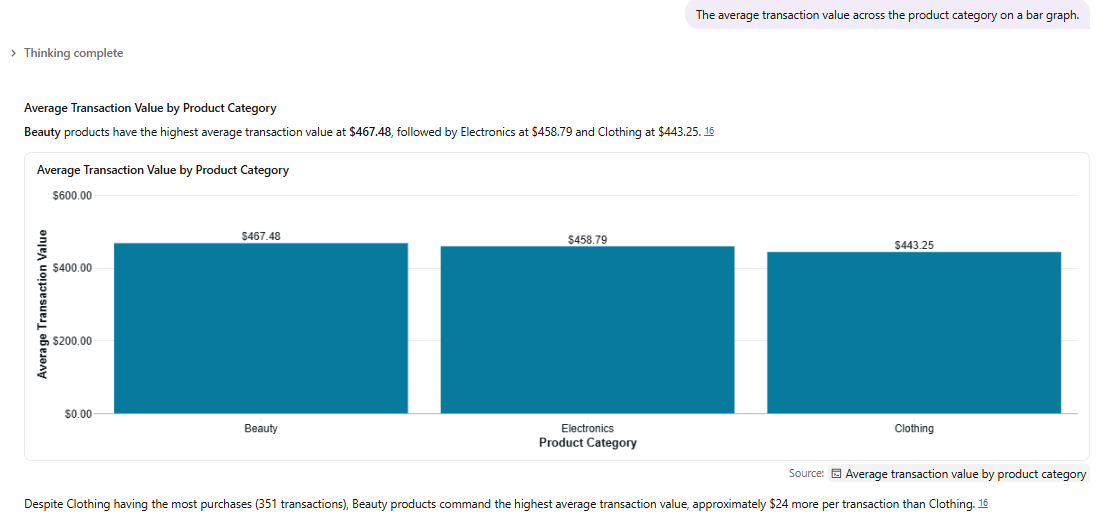 The average transaction value across the product category on a bar graph.
Thinking complete
Average Transaction Value by Product Category
Beauty products have the highest average transaction value at $467.48, followed by Electronics at $458.79 and Clothing at $443.25. 16
Average Transaction Value by Product Category
$600.00
$400.00
$200.00
$0.00
Average Transaction Value
$467.48
$458.79
$443.25
Beauty
Electronics
Clothing
Product Category
Source: Average transaction value by product category
Despite Clothing having the most purchases (351 transactions), Beauty products command the highest average transaction value, approximately $24 more per transaction than Clothing. 16